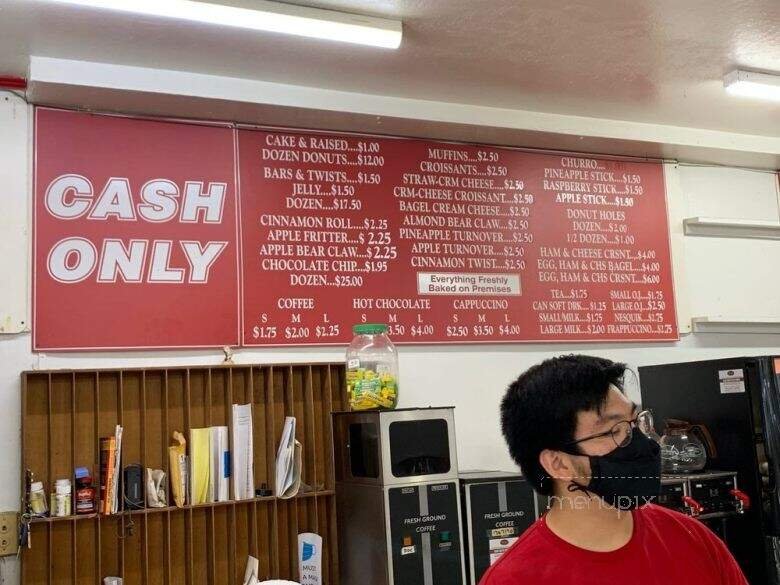 CASH
ONLY
CAKE & RAISED....$1.00
DOZEN DONUTS....$12.00
BARS & TWISTS....$1.50
JELLY....$1.50
DOZEN....$17.50
CINNAMON ROLL....$2.25
APPLE FRITTER....$ 2.25
APPLE BEAR CLAW....$ 2.25
CHOCOLATE CHIP...$1.95
DOZEN...$25.00
MUFFINS....$2.50
CROISSANTS....$2.50
STRAW-CRM CHEESE....$2.50
CRM-CHEESE CROISSANT...$2.50
BAGEL CREAM CHEESE....$2.50
ALMOND BEAR CLAW....$2.50
PINEAPPLE TURNOVER....$2.50
APPLE TURNOVER....$2.50
CINNAMON TWIST....$2.50
Everything Freshly
Baked on Premises
CHURRO....
PINEAPPLE STICK....$1.50
RASPBERRY STICK....$1.50
APPLE STICK....$1.50
DONUT HOLES
DOZEN....$2.00
1/2 DOZEN....$1.00
HAM & CHEESE CRSNT....$4.00
EGG, HAM & CHS BAGEL....$4.00
EGG, HAM & CHS CRSNT....$6.00
COFFEE
S M L
$1.75 $2.00 $2.25
HOT CHOCOLATE
S M L
3.50 $4.00
CAPPUCCINO
S M L
$2.50 $3.50 $4.00
TEA....$1.75 SMALL O.J....$1.75
CAN SOFT DRK....$1.25 LARGE O.J....$2.50
SMALL MILK....$1.75 NESQUIK....$1.75
LARGE MILK....$2.00 FRAPPUCCINO...$2.75
FRESH GROUND
COFFEE
FRESH GROUND
COFFEE
menupix